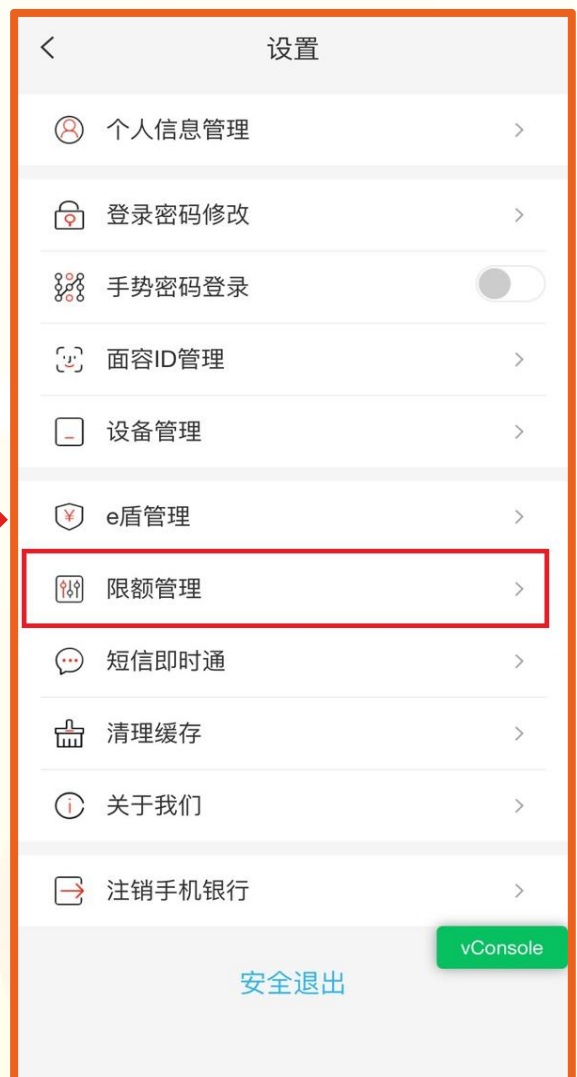 设置
个人信息管理
登录密码修改
手势密码登录
面容ID管理
设备管理
e盾管理
限额管理
短信即时通
清理缓存
关于我们
注销手机银行
vConsole
安全退出